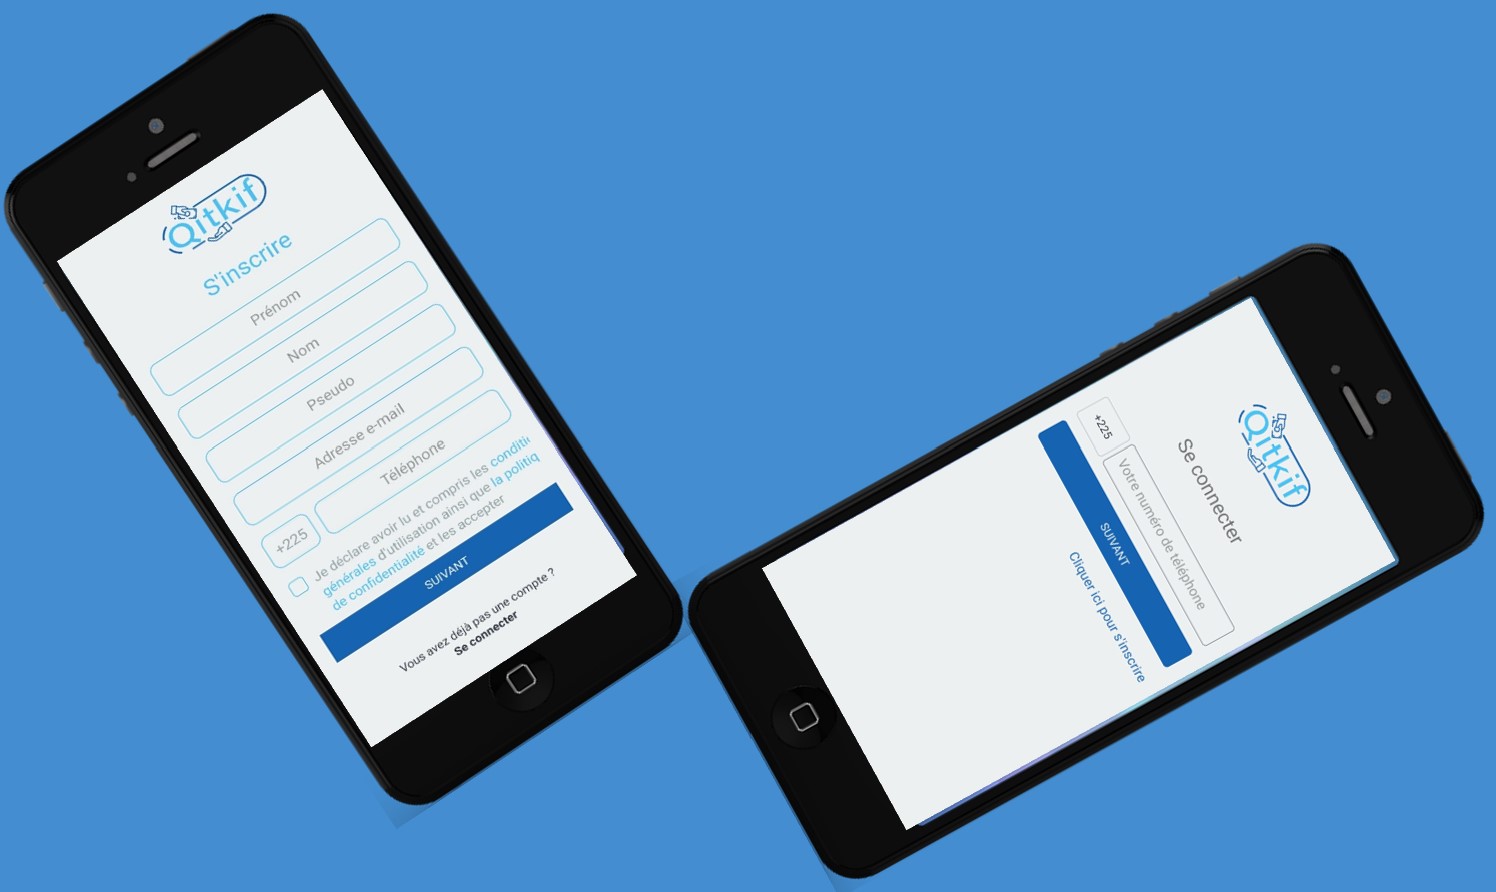 Qitkif
S'inscrire
Prénom
Nom
Pseudo
Adresse e-mail
+225 Téléphone
Je déclare avoir lu et compris les conditi
générales d'utilisation ainsi que la politiq
de confidentialité et les accepter
SUIVANT
Vous avez déjà pas une compte ?
Se connecter
Qitkif
Se connecter
+225 Votre numéro de téléphone
SUIVANT
Cliquer ici pour s'inscrire